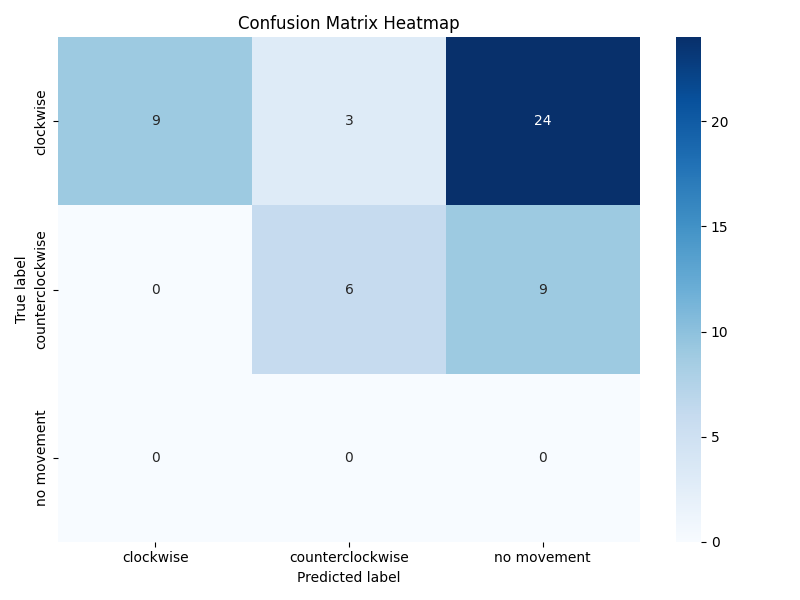 Confusion Matrix Heatmap
True label
clockwise
9 3 24
counterclockwise
0 6 9
no movement
0 0 0
clockwise counterclockwise no movement
Predicted label
20
15
10
5
0